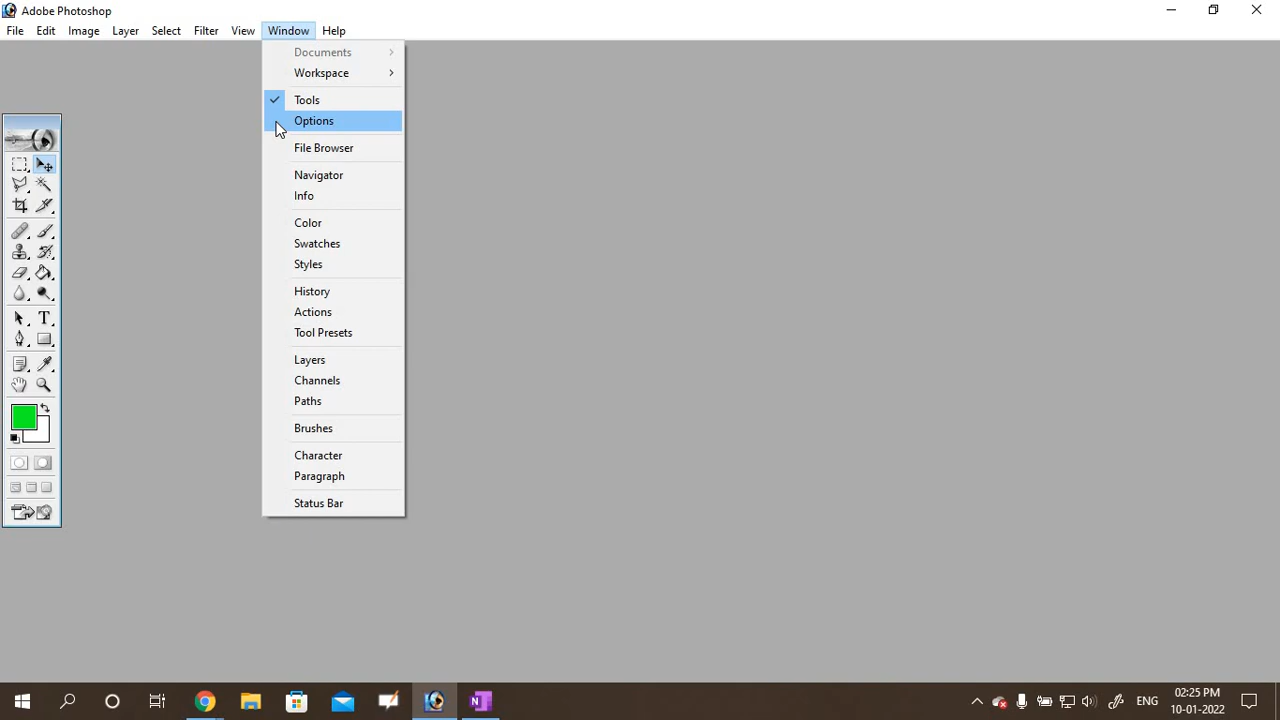 Adobe Photoshop
File Edit Image Layer Select Filter View Window Help
Documents
Workspace
Tools
Options
File Browser
Navigator
Info
Color
Swatches
Styles
History
Actions
Tool Presets
Layers
Channels
Paths
Brushes
Character
Paragraph
Status Bar
T
N
ENG
02:25 PM
10-01-2022